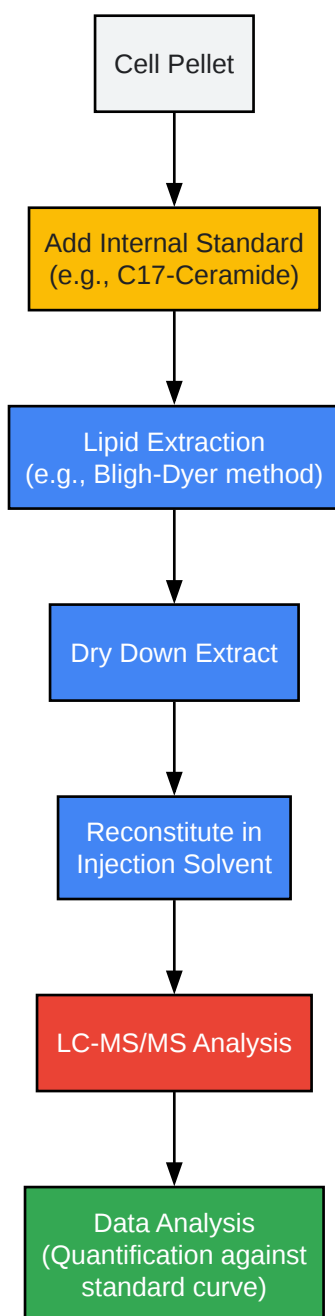 Cell Pellet
Add Internal Standard
(e.g., C17-Ceramide)
Lipid Extraction
(e.g., Bligh-Dyer method)
Dry Down Extract
Reconstitute in
Injection Solvent
LC-MS/MS Analysis
Data Analysis
(Quantification against
standard curve)